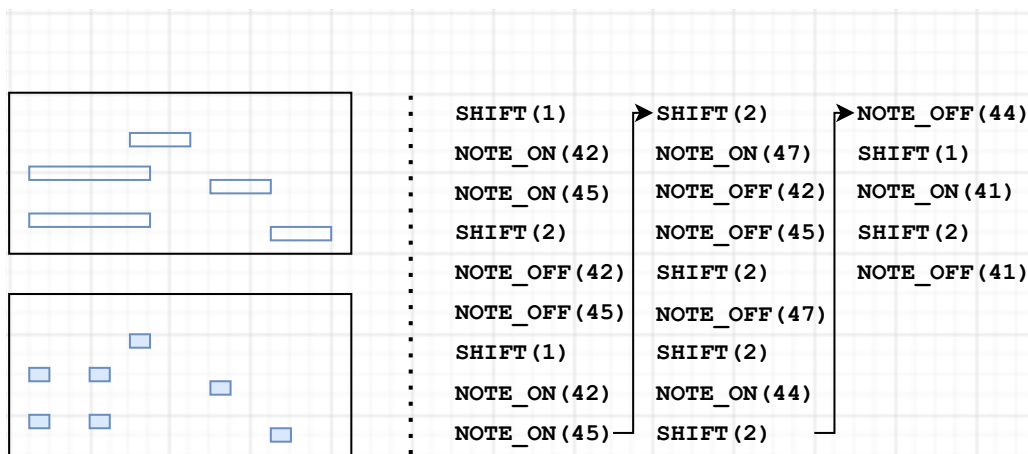 SHIFT(1)
NOTE_ON(42)
NOTE_ON(45)
SHIFT(2)
NOTE_OFF(42)
NOTE_OFF(45)
SHIFT(1)
NOTE_ON(42)
NOTE_ON(45)
SHIFT(2)
NOTE_ON(47)
NOTE_OFF(42)
NOTE_OFF(45)
SHIFT(2)
NOTE_OFF(47)
SHIFT(2)
NOTE_ON(44)
SHIFT(2)
NOTE_OFF(44)
SHIFT(1)
NOTE_ON(41)
SHIFT(2)
NOTE_OFF(41)